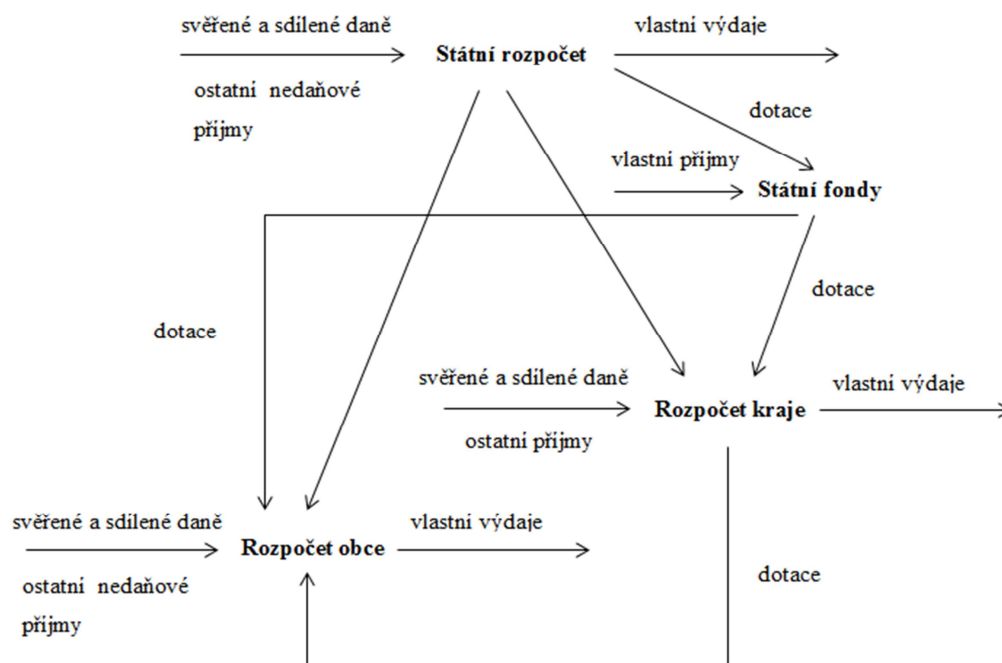 svěřené a sdílené daně
vlastní výdaje
Státní rozpočet
ostatní nedaňové
příjmy
dotace
vlastní příjmy
Státní fondy
dotace
dotace
svěřené a sdílené daně
vlastní výdaje
Rozpočet kraje
ostatní příjmy
svěřené a sdílené daně
vlastní výdaje
Rozpočet obce
ostatní nedaňové
příjmy
dotace